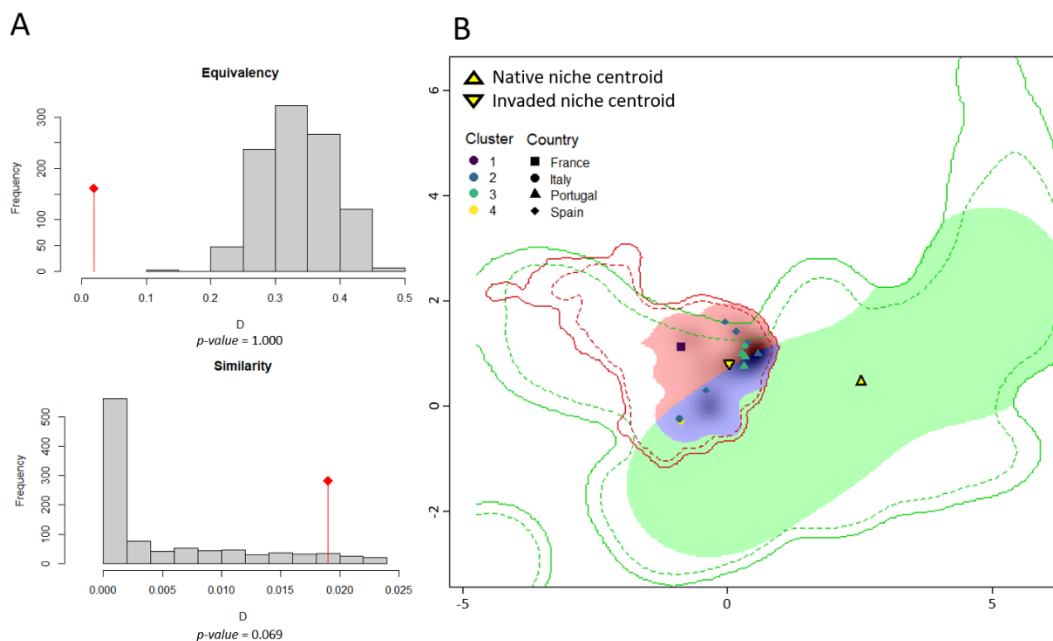 A
Equivalency
Frequency
300
200
150
100
50
0
0.0 0.1 0.2 0.3 0.4 0.5
D
p-value = 1.000
Similarity
Frequency
500
400
300
200
100
0
0.000 0.005 0.010 0.015 0.020 0.025
D
p-value = 0.069
B
Native niche centroid
Invaded niche centroid
Cluster Country
1 France
2 Italy
3 Portugal
4 Spain
6
4
2
0
-2
-5 0 5